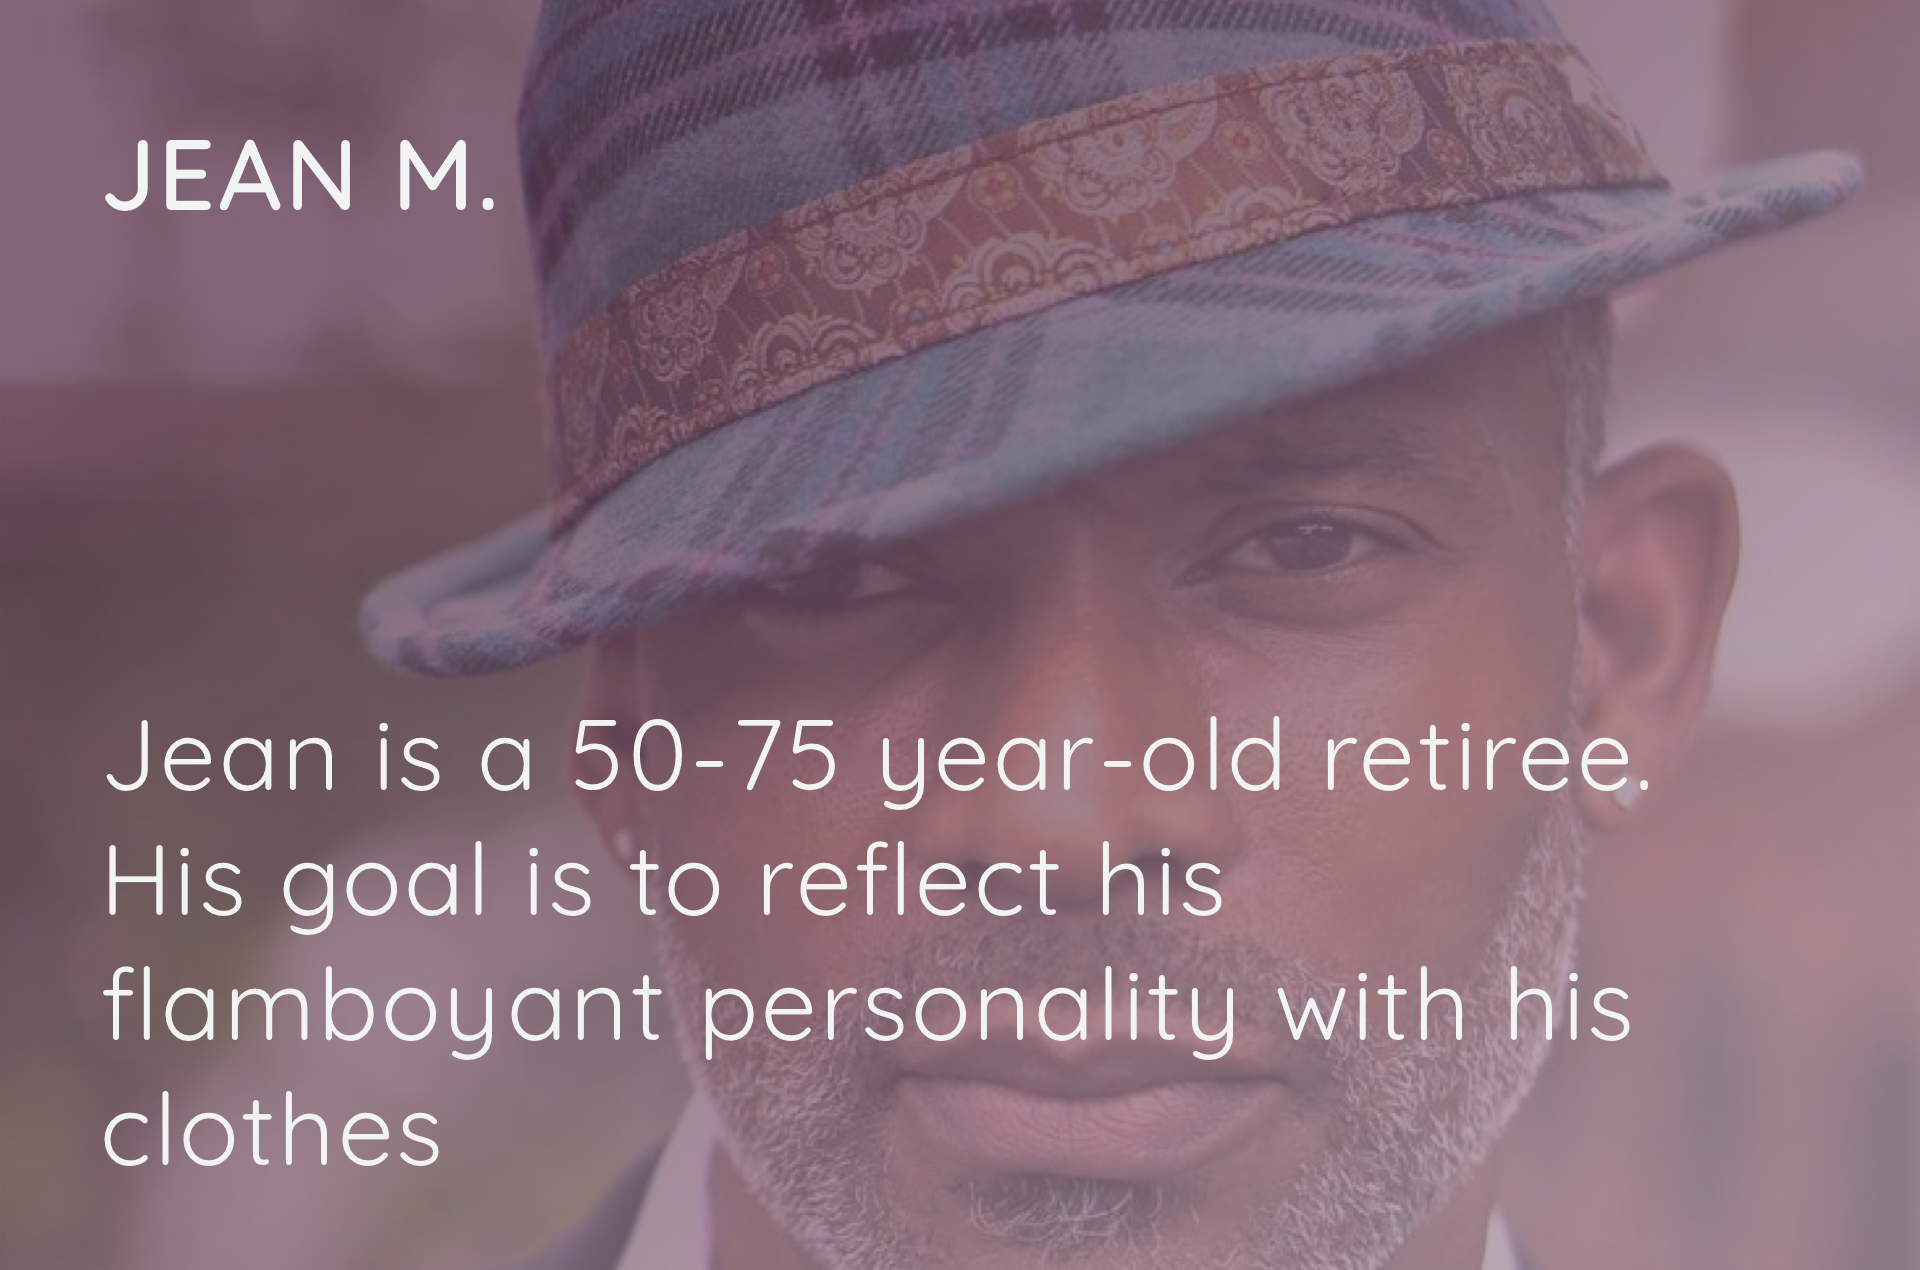 JEAN M.
Jean is a 50-75 year-old retiree.
His goal is to reflect his
flamboyant personality with his
clothes